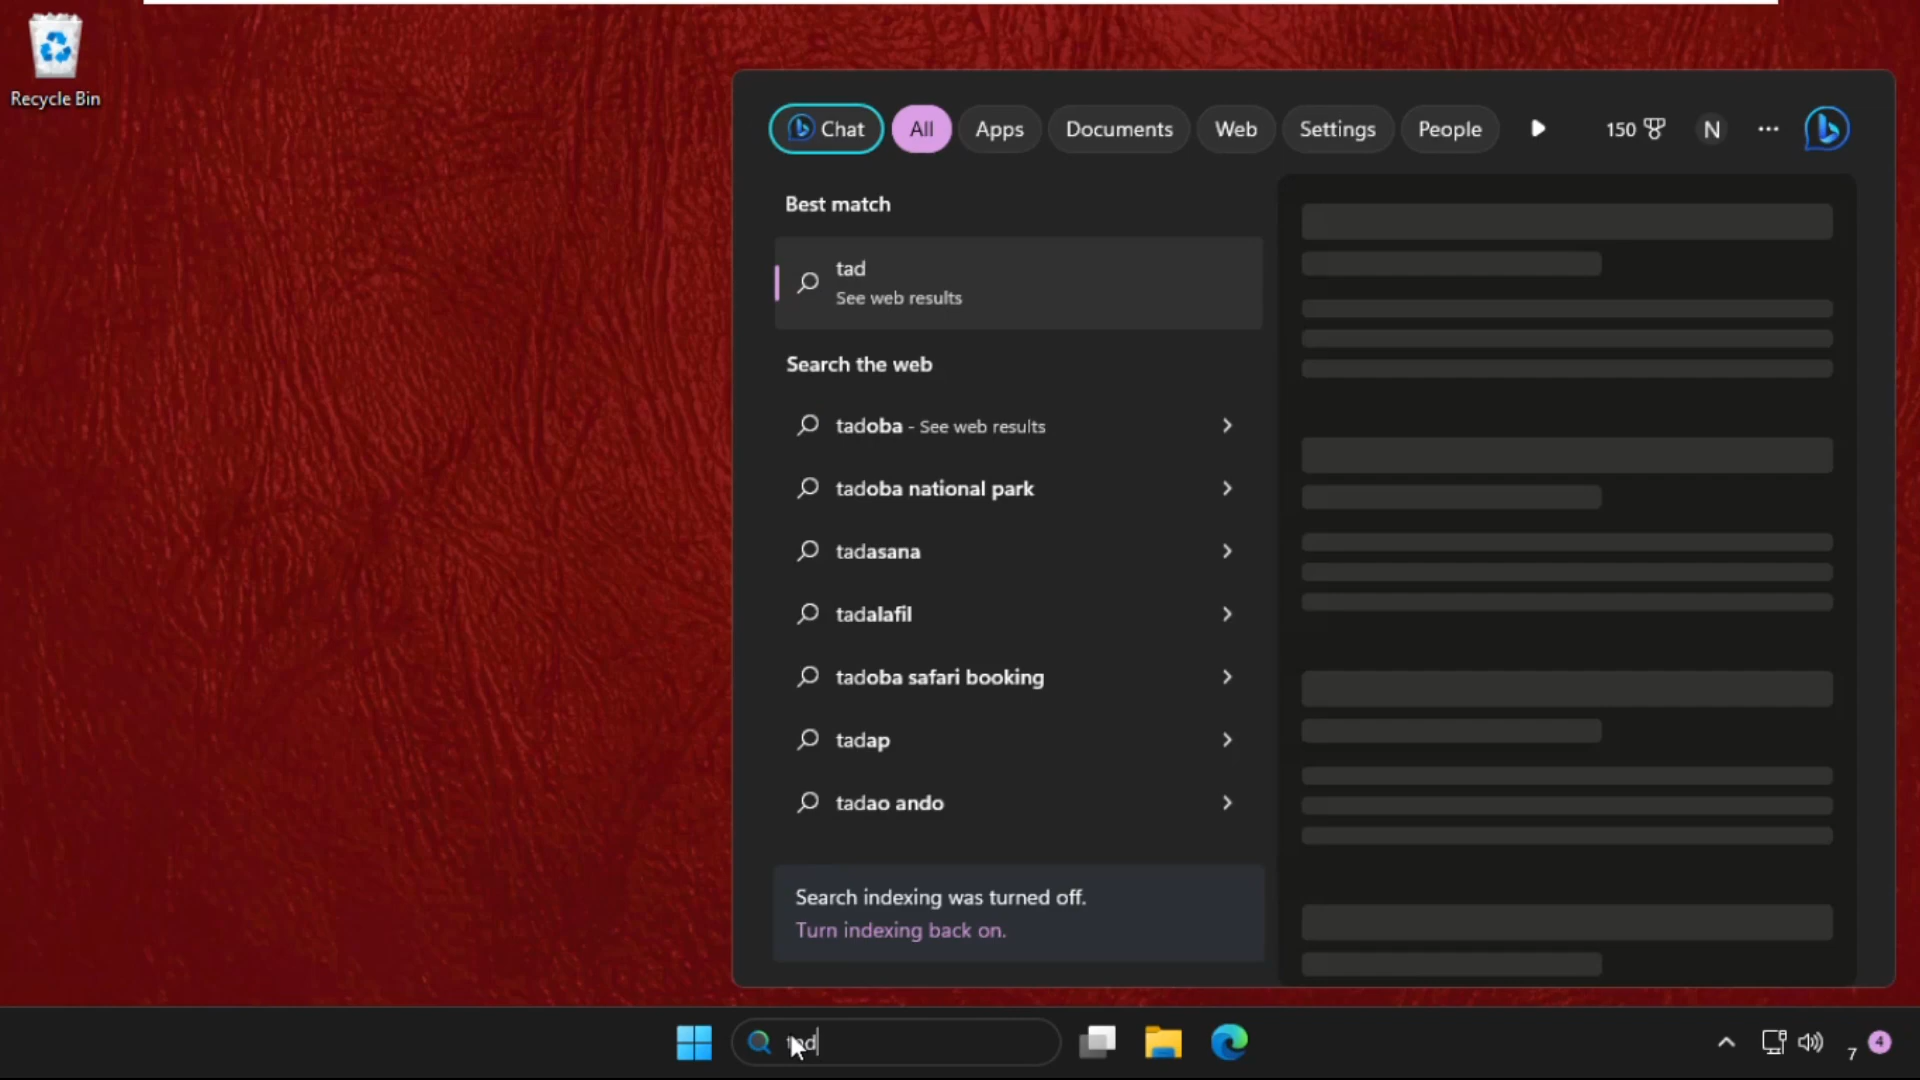 Recycle Bin
Chat All Apps Documents Web Settings People 150 N
Best match
tad
See web results
Search the web
tadoba - See web results
tadoba national park
tadasana
tadalafil
tadoba safari booking
tadap
tadao ando
Search indexing was turned off.
Turn indexing back on.
tad
7 4